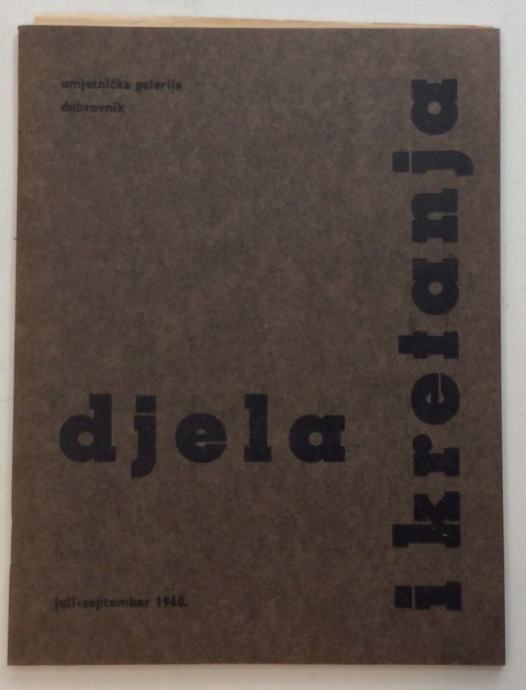 umjetnička galerija
dubrovnik
djela
i kretanja
juli-septembar 1960.